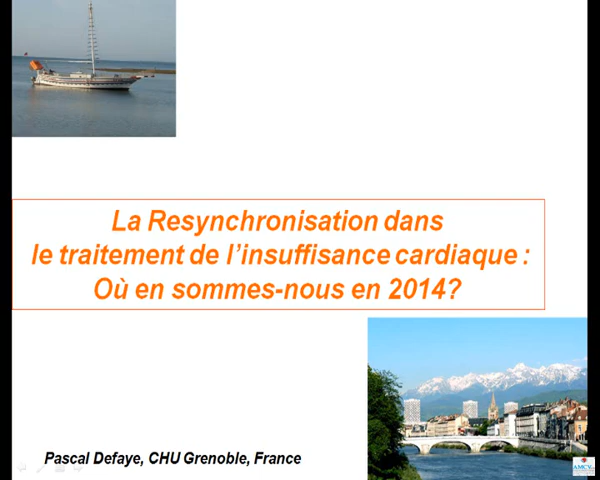 La Resynchronisation dans
le traitement de l'insuffisance cardiaque :
Où en sommes-nous en 2014?
Pascal Defaye, CHU Grenoble, France
AMCV